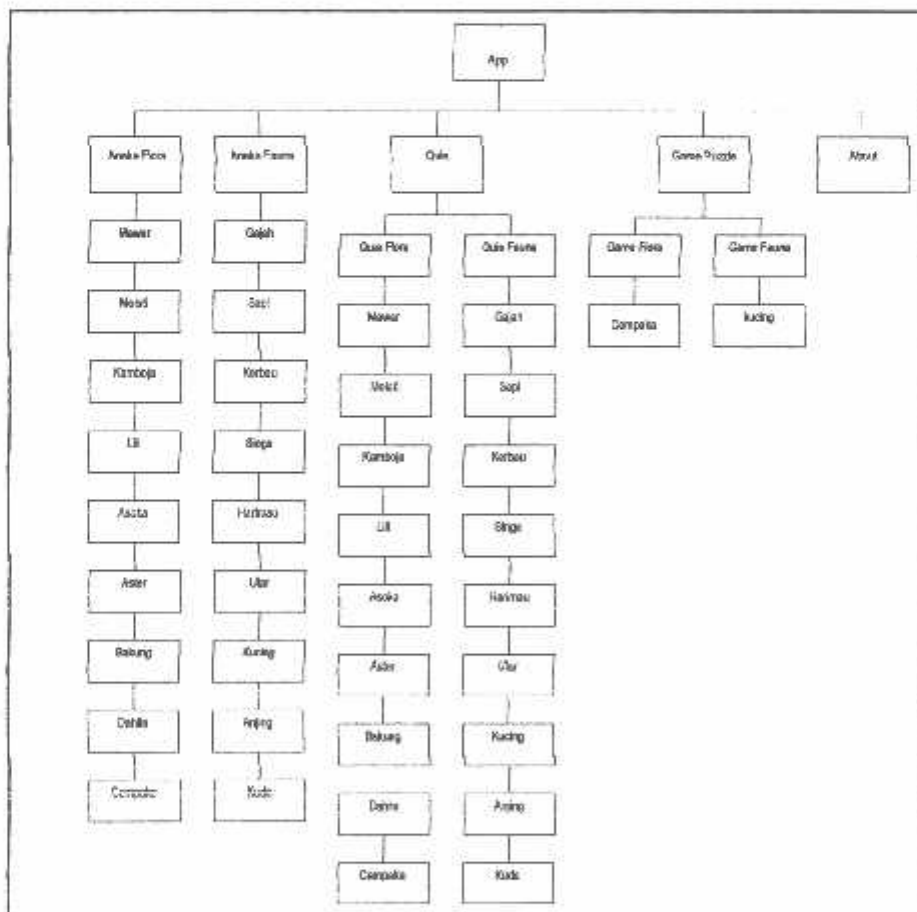 App
Aneka Flora
Aneka Fauna
Quis
Game Puzzle
About
Mawar
Melati
Kamboja
Lili
Asoka
Aster
Bakung
Dahlia
Cempaka
Gajah
Sapi
Kerbau
Singa
Harimau
Ular
Kucing
Anjing
Kuda
Quis Flora
Mawar
Melati
Kamboja
Lili
Asoka
Aster
Bakung
Dahlia
Cempaka
Quis Fauna
Gajah
Sapi
Kerbau
Singa
Harimau
Ular
Kucing
Anjing
Kuda
Game Flora
Cempaka
Game Fauna
kucing